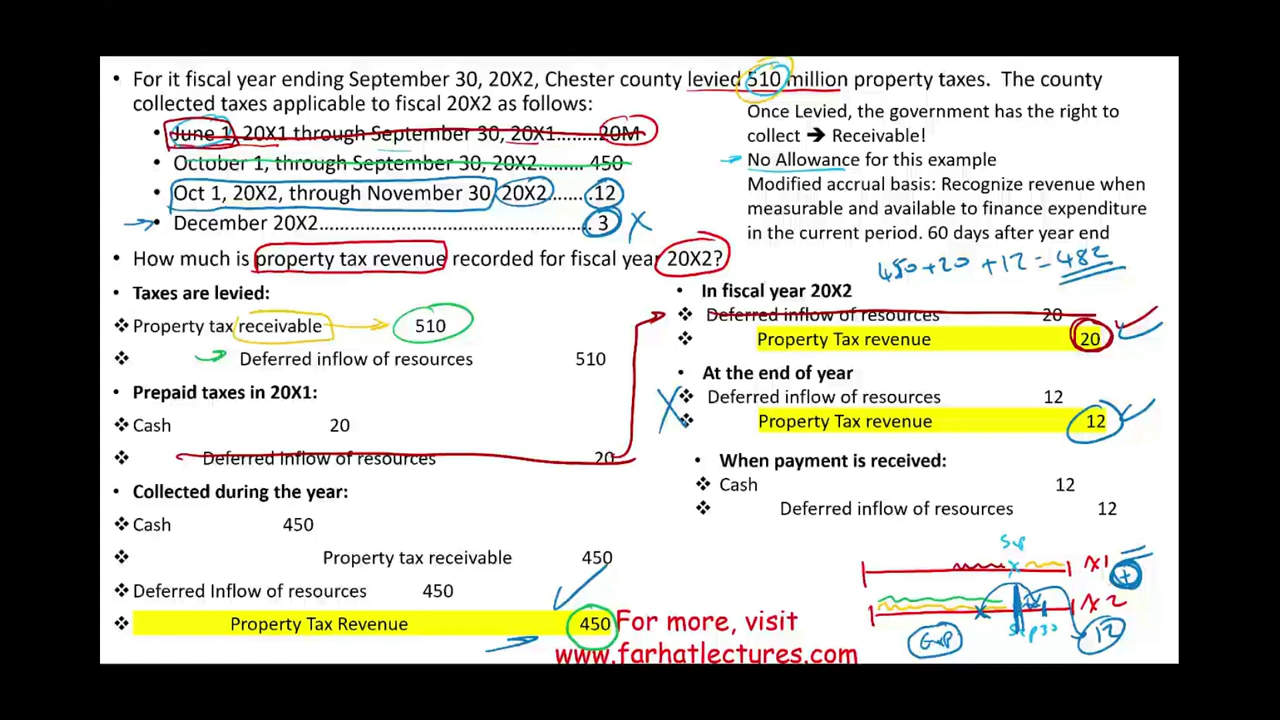 • For it fiscal year ending September 30, 20X2, Chester county levied 510 million property taxes. The county
collected taxes applicable to fiscal 20X2 as follows:
• June 1, 20X1 through September 30, 20X1........20M
• October 1, through September 30, 20X2........ 450
• Oct 1, 20X2, through November 30 20X2......12
• December 20X2................................................... 3 X
• How much is property tax revenue recorded for fiscal year 20X2?
Once Levied, the government has the right to
collect ➔ Receivable!
No Allowance for this example
Modified accrual basis: Recognize revenue when
measurable and available to finance expenditure
in the current period. 60 days after year end
450+20 +12 = 482
• Taxes are levied:
❖ Property tax receivable 510
❖ Deferred inflow of resources 510
• Prepaid taxes in 20X1:
❖ Cash 20
❖ Deferred inflow of resources 20
• Collected during the year:
❖ Cash 450
❖ Property tax receivable 450
❖ Deferred Inflow of resources 450
❖ Property Tax Revenue 450
• In fiscal year 20X2
❖ Deferred inflow of resources 20
❖ Property Tax revenue 20
• At the end of year
❖ Deferred inflow of resources 12
❖ Property Tax revenue 12
X
• When payment is received:
❖ Cash 12
❖ Deferred inflow of resources 12
Sep
X1
X2
Sep 30
12
For more, visit
www.farhatlectures.com